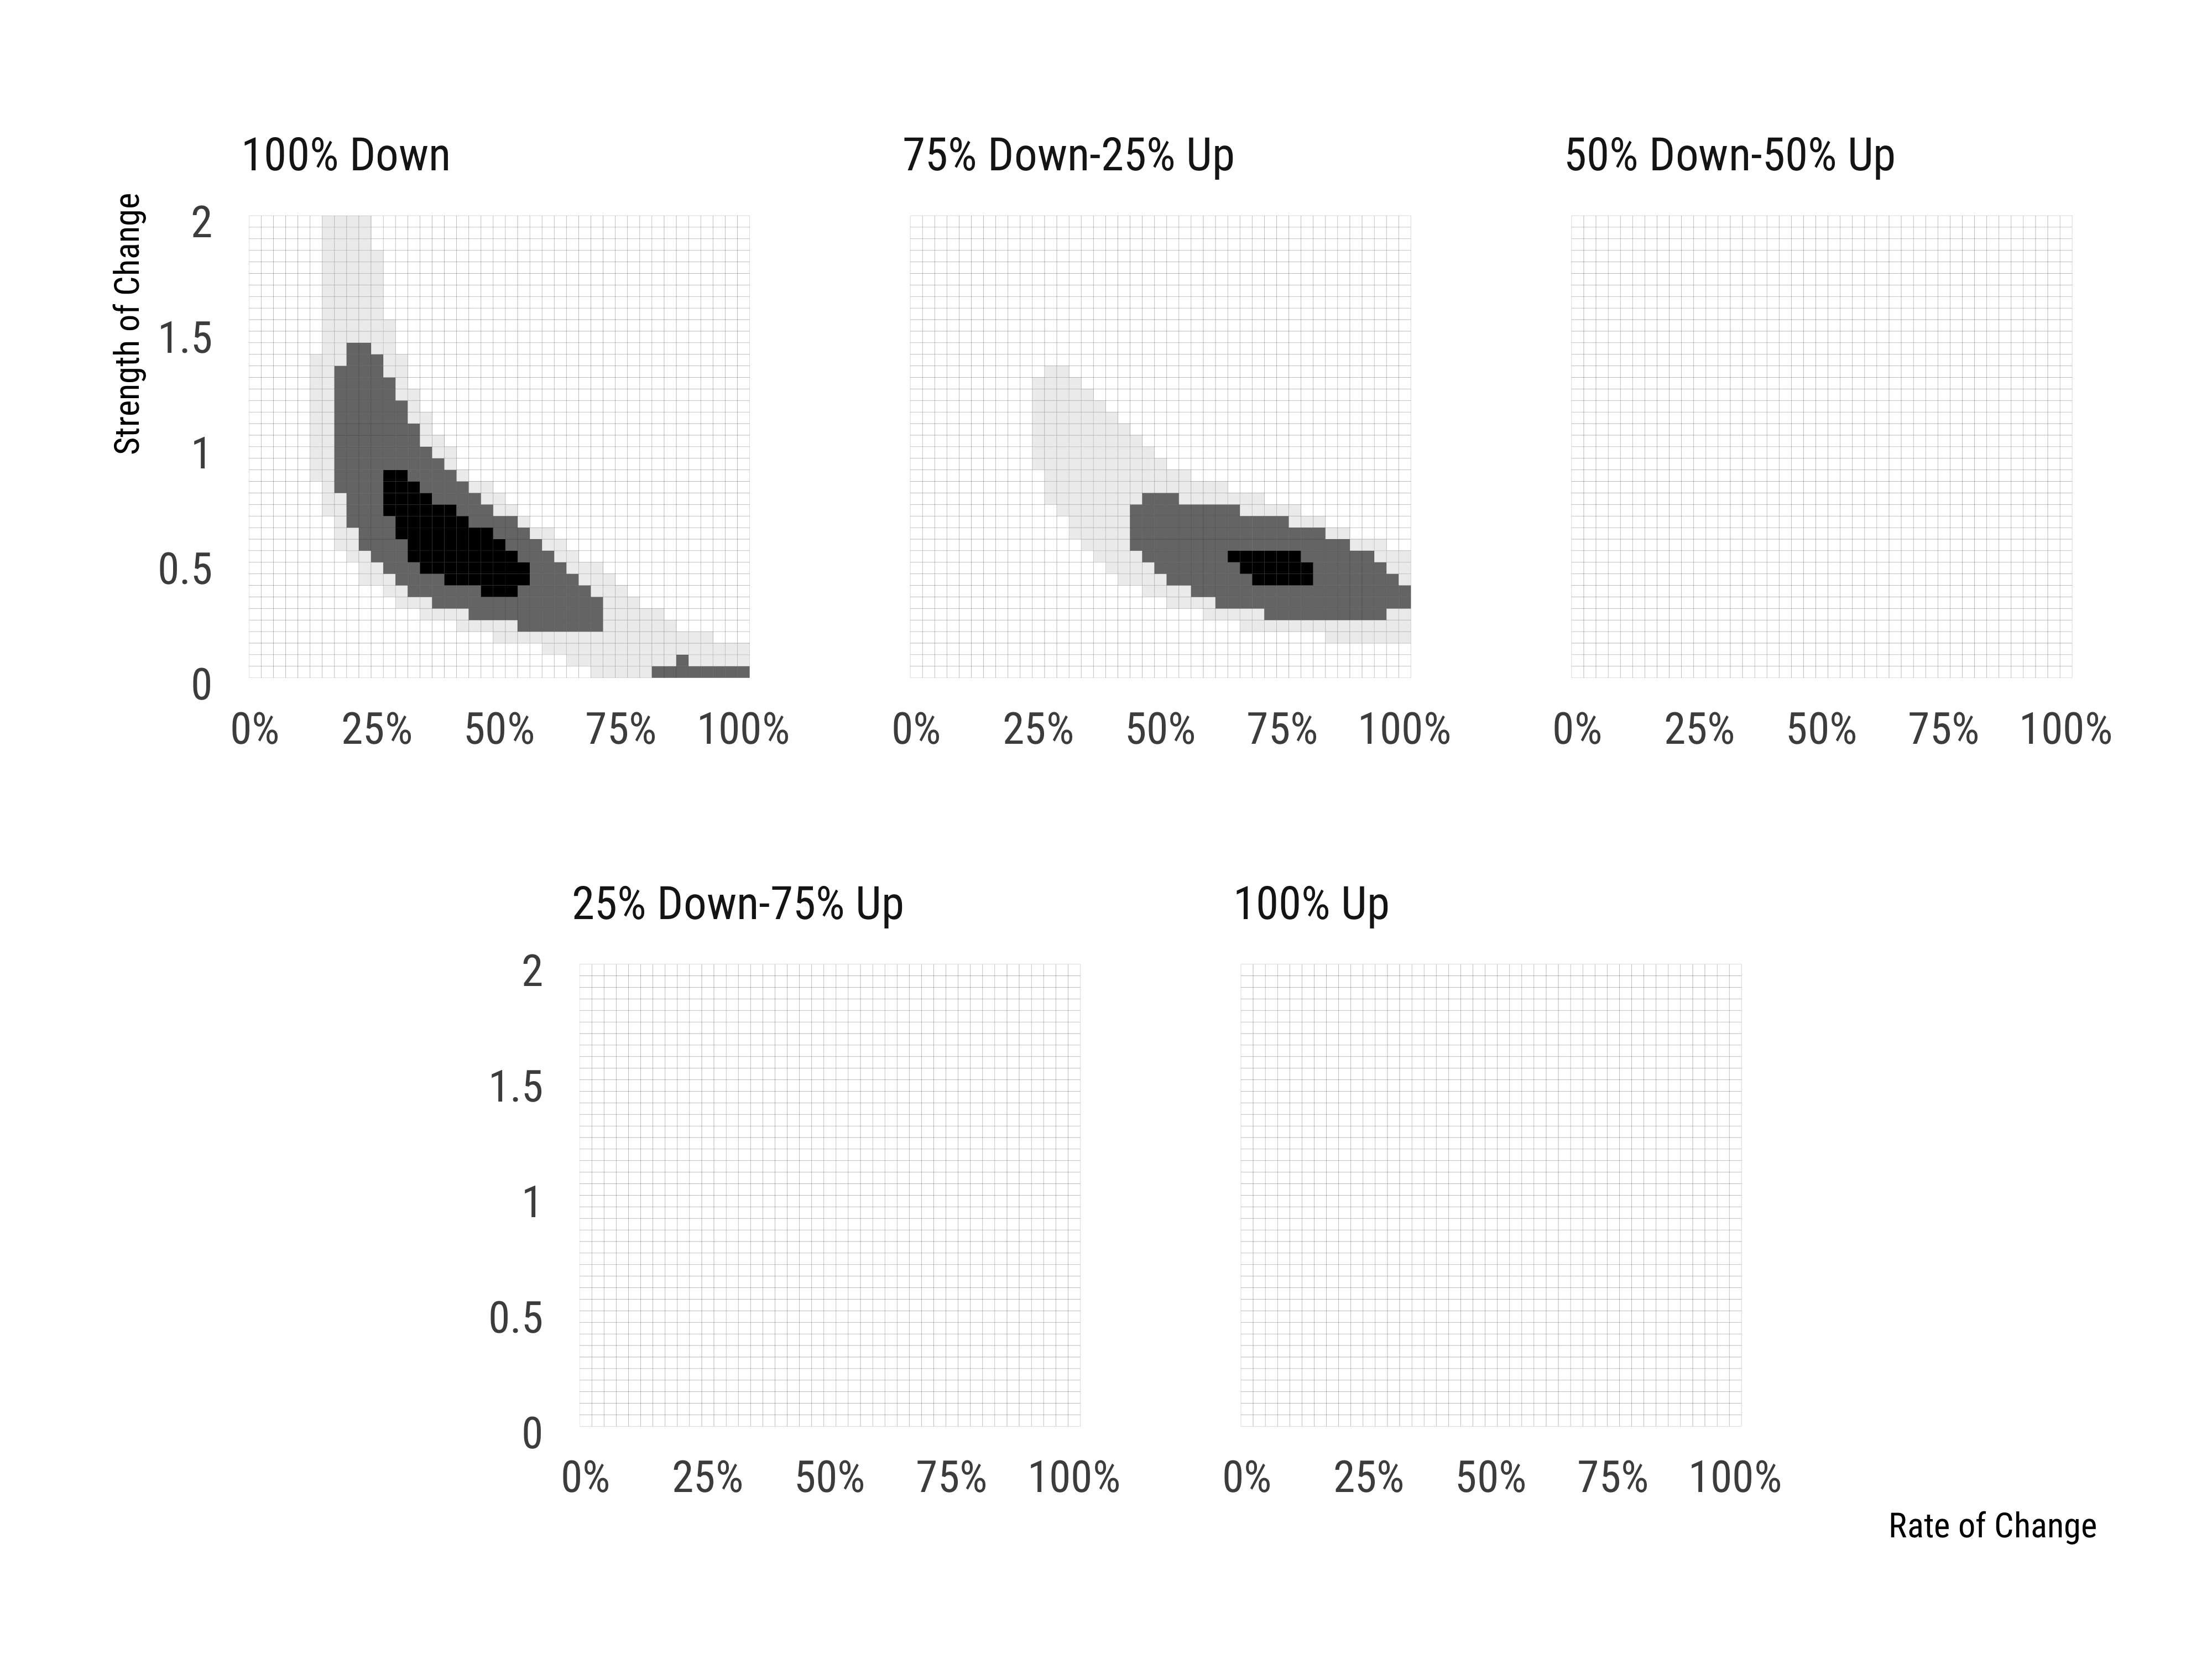 100% Down
75% Down-25% Up
50% Down-50% Up
Strength of Change
2
1.5
1
0.5
0
0% 25% 50% 75% 100%
0% 25% 50% 75% 100%
0% 25% 50% 75% 100%
25% Down-75% Up
100% Up
2
1.5
1
0.5
0
0% 25% 50% 75% 100%
0% 25% 50% 75% 100%
Rate of Change